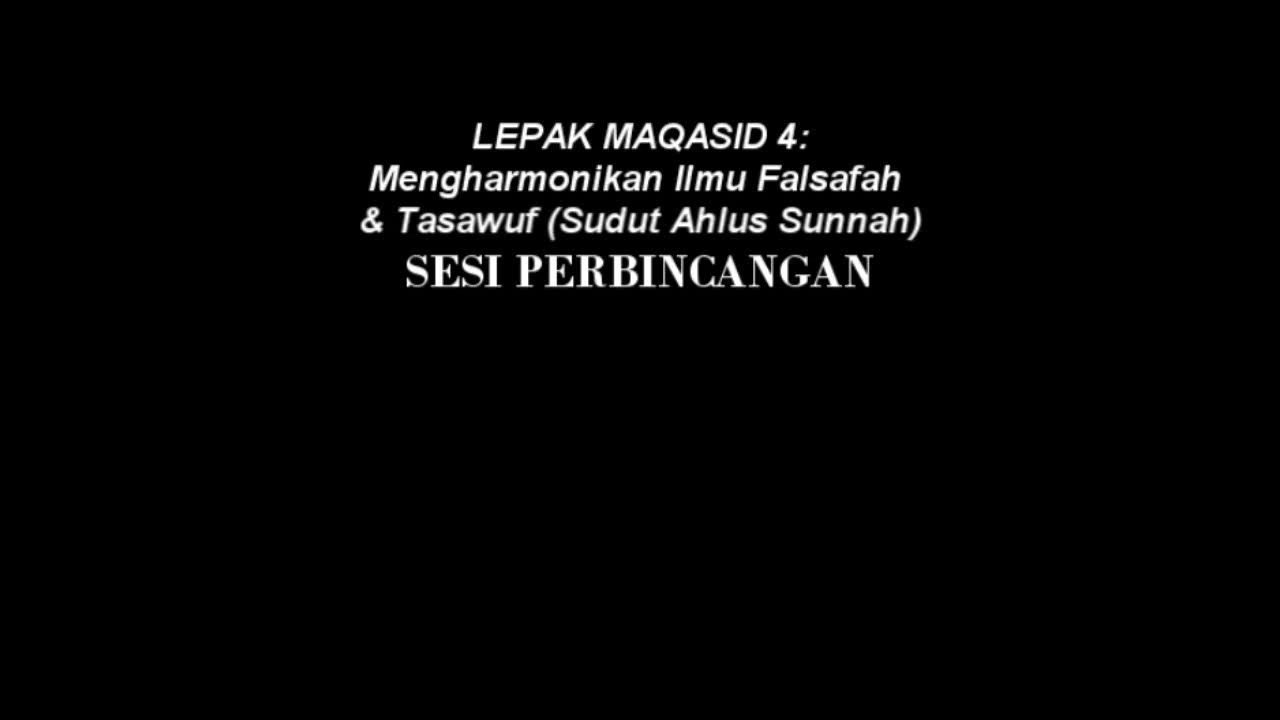 LEPAK MAQASID 4:
Mengharmonikan Ilmu Falsafah
& Tasawuf (Sudut Ahlus Sunnah)
SESI PERBINCANGAN